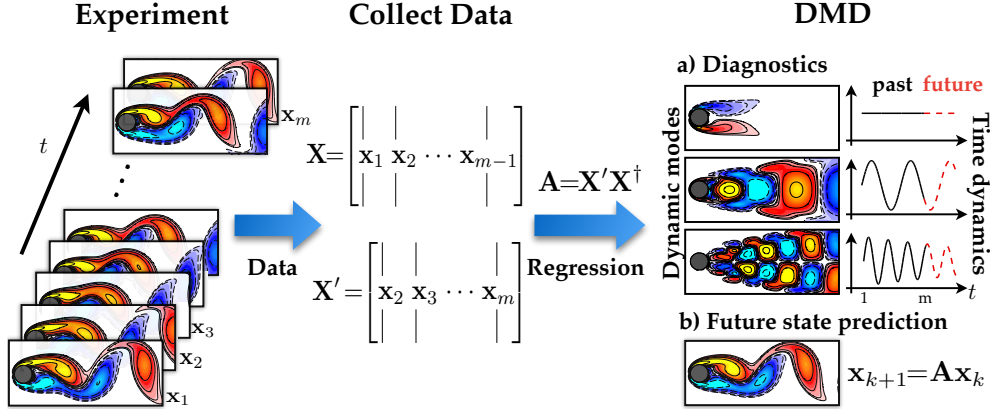 Experiment
Collect Data
DMD
t
x_m
x_3
x_2
x_1
Data
X=[x_1 x_2 ⋯ x_{m−1}]
X′=[x_2 x_3 ⋯ x_m]
A=X′X†
Regression
a) Diagnostics
Dynamic modes
past future
Time dynamics
1 m t
b) Future state prediction
x_{k+1}=Ax_k